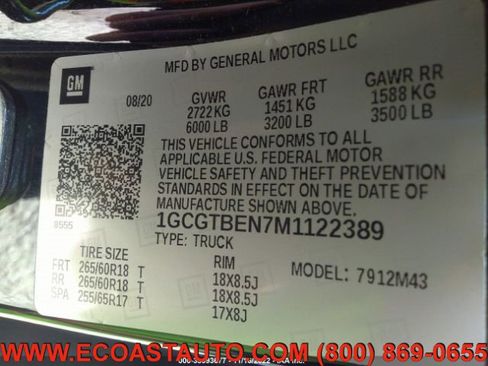 MFD BY GENERAL MOTORS LLC
GM
08/20 GVWR GAWR FRT GAWR RR
2722 KG 1451 KG 1588 KG
6000 LB 3200 LB 3500 LB
THIS VEHICLE CONFORMS TO ALL
APPLICABLE U.S. FEDERAL MOTOR
VEHICLE SAFETY AND THEFT PREVENTION
STANDARDS IN EFFECT ON THE DATE OF
MANUFACTURE SHOWN ABOVE.
8555
1GCGTBEN7M1122389
TYPE: TRUCK
TIRE SIZE RIM MODEL: 7912M43
FRT 265/60R18 T 18X8.5J
RR 265/60R18 T 18X8.5J
SPA 255/65R17 T 17X8J
WWW.ECOASTAUTO.COM (800) 869-0655